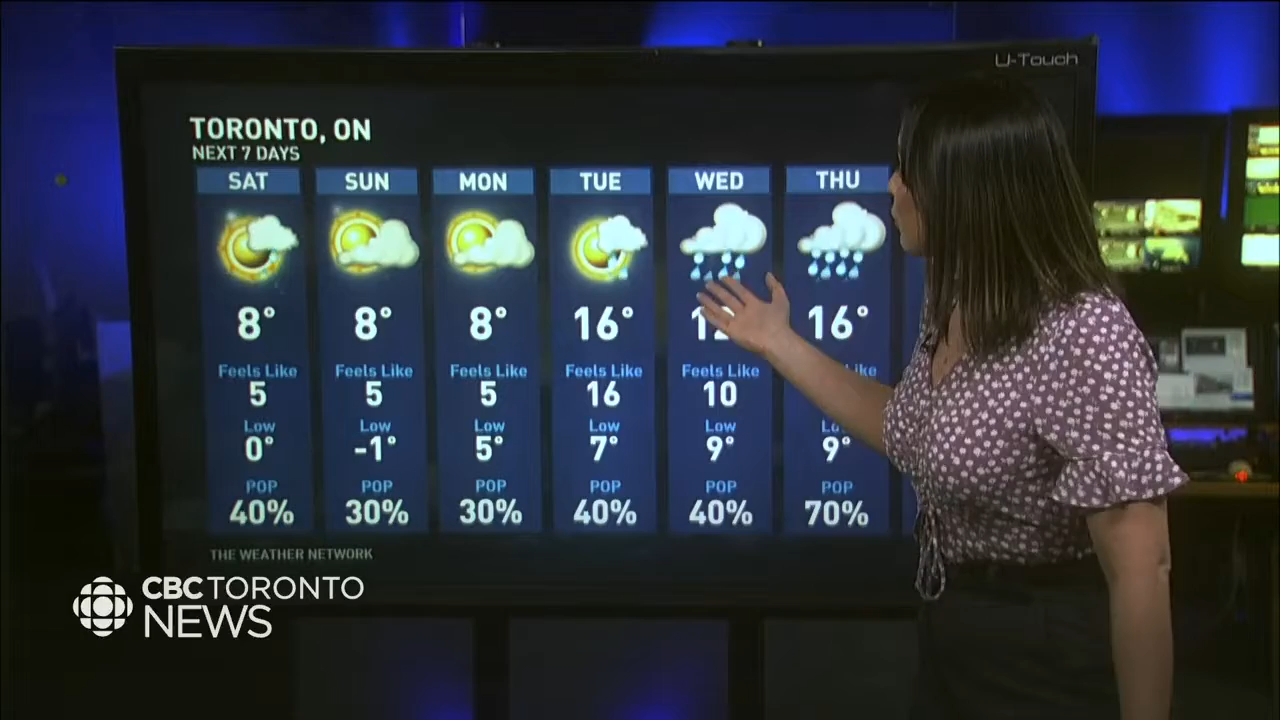 U-Touch
TORONTO, ON
NEXT 7 DAYS
SAT SUN MON TUE WED THU
8° 8° 8° 16° 16°
Feels Like Feels Like Feels Like Feels Like Feels Like Like
5 5 5 16 10
Low Low Low Low Low
0° -1° 5° 7° 9° 9°
POP POP POP POP POP POP
40% 30% 30% 40% 40% 70%
THE WEATHER NETWORK
CBC TORONTO
NEWS